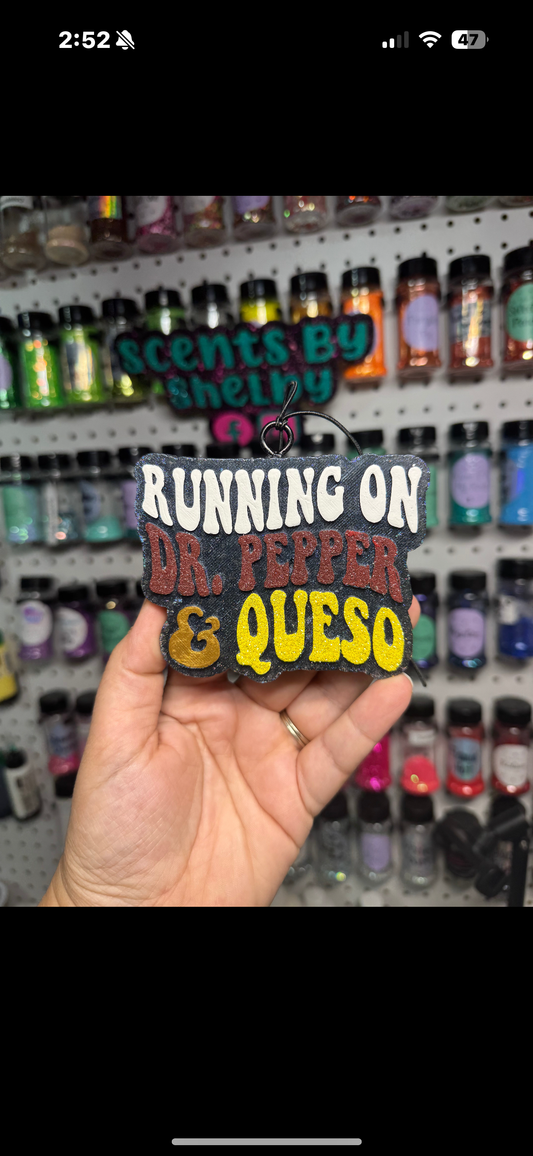 2:52
47
Scents By
Shelby
f
RUNNING ON
DR. PEPPER
& QUESO